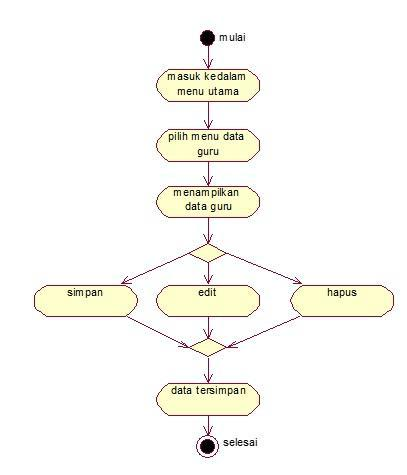 mulai
masuk kedalam
menu utama
pilih menu data
guru
menampilkan
data guru
simpan
edit
hapus
data tersimpan
selesai